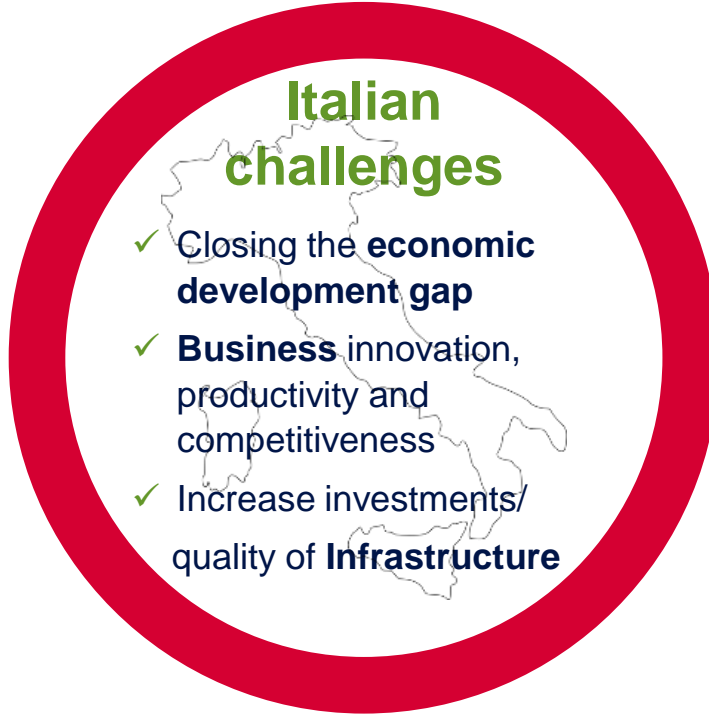 Italian
challenges
✓ Closing the economic
development gap
✓ Business innovation,
productivity and
competitiveness
✓ Increase investments/
quality of Infrastructure